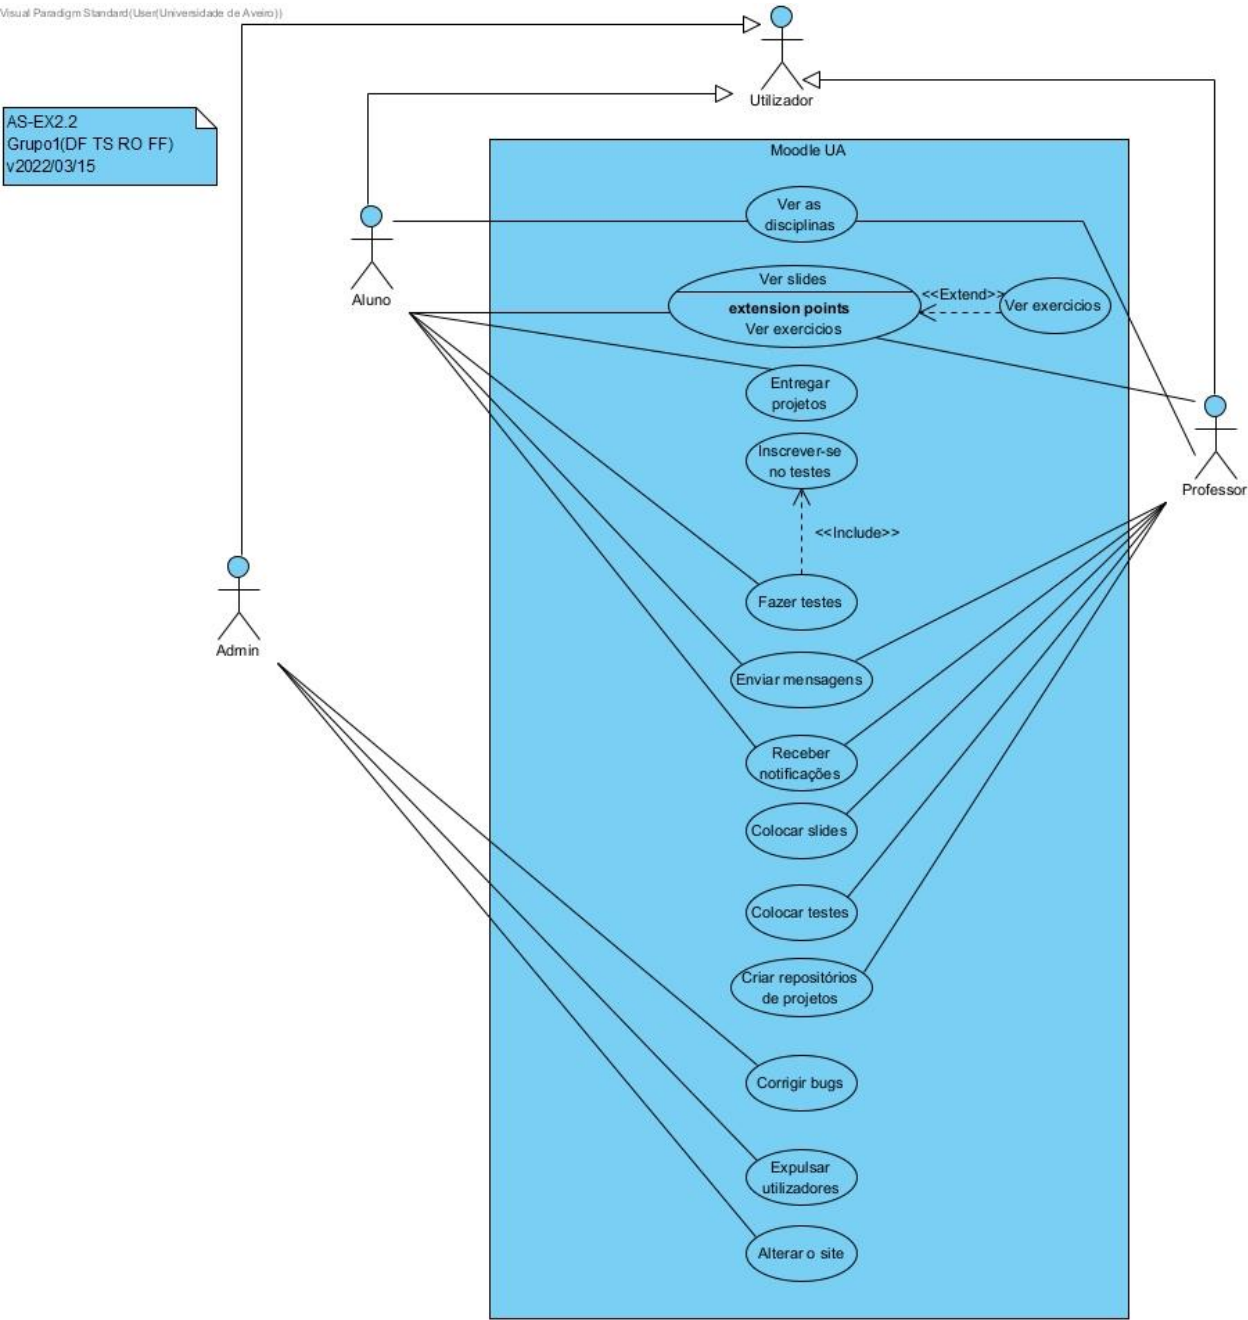 Visual Paradigm Standard(User(Universidade de Aveiro))
Utilizador
AS-EX2.2
Grupo1(DF TS RO FF)
v2022/03/15
Moodle UA
Ver as
disciplinas
Aluno
Ver slides
extension points
Ver exercicios
<<Extend>>
Ver exercicios
Entregar
projetos
Inscrever-se
no testes
Professor
<<Include>>
Fazer testes
Admin
Enviar mensagens
Receber
notificações
Colocar slides
Colocar testes
Criar repositórios
de projetos
Corrigir bugs
Expulsar
utilizadores
Alterar o site